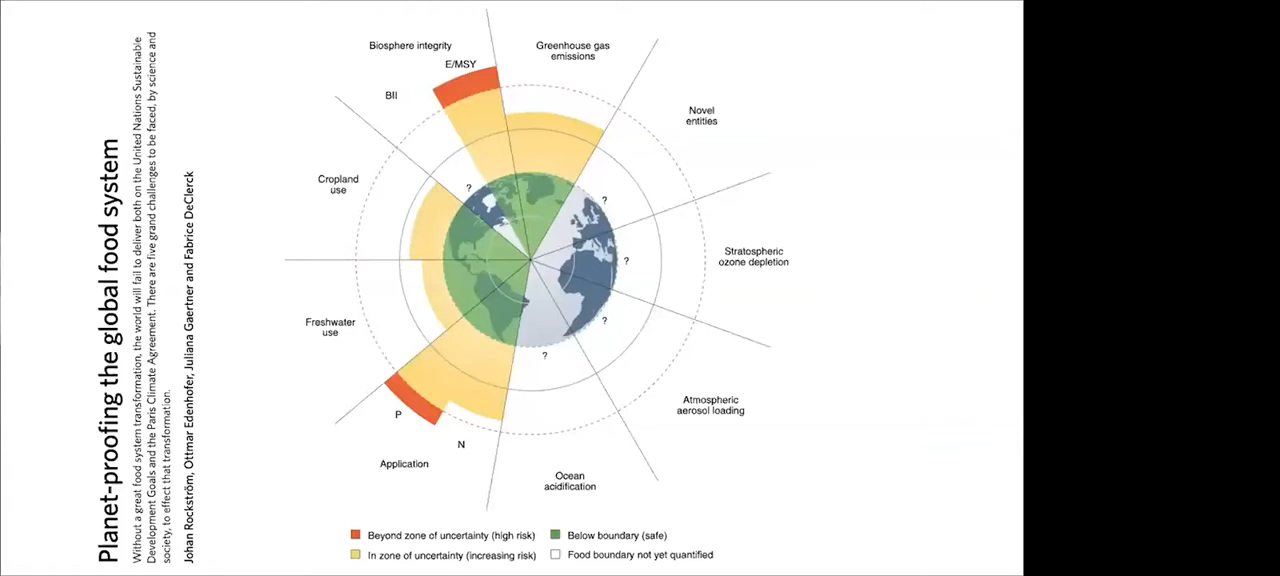 Planet-proofing the global food system
Without a great food system transformation, the world will fail to deliver both on the United Nations Sustainable
Development Goals and the Paris Climate Agreement. There are five grand challenges to be faced, by science and
society, to effect that transformation.
Johan Rockström, Ottmar Edenhofer, Juliana Gaertner and Fabrice DeClerck
Biosphere integrity
E/MSY
BII
Greenhouse gas
emissions
Novel
entities
Cropland
use
?
?
Stratospheric
ozone depletion
?
Freshwater
use
?
?
Atmospheric
aerosol loading
P
N
Application
Ocean
acidification
Beyond zone of uncertainty (high risk)
Below boundary (safe)
In zone of uncertainty (increasing risk)
Food boundary not yet quantified